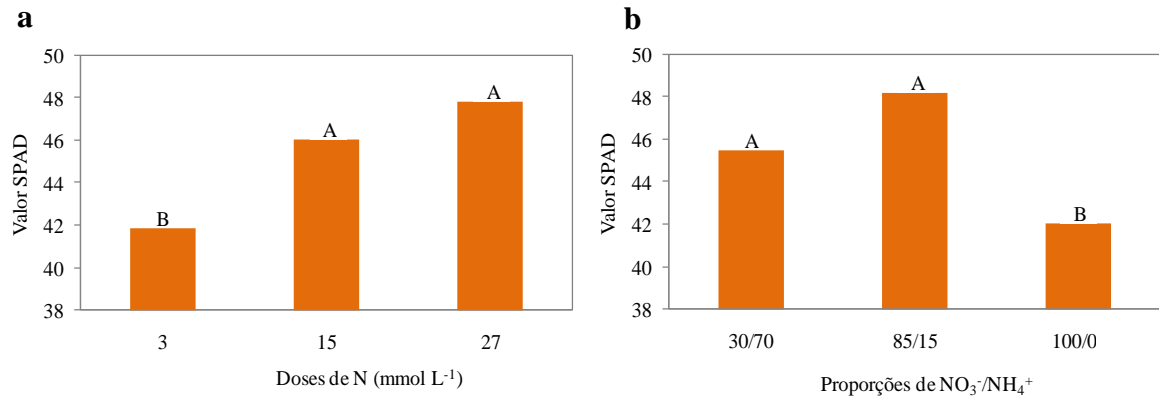 a
50
48
46
44
42
40
38
Valor SPAD
B
A
A
3
15
27
Doses de N (mmol L⁻¹)
b
50
48
46
44
42
40
38
Valor SPAD
A
A
B
30/70
85/15
100/0
Proporções de NO₃⁻/NH₄⁺